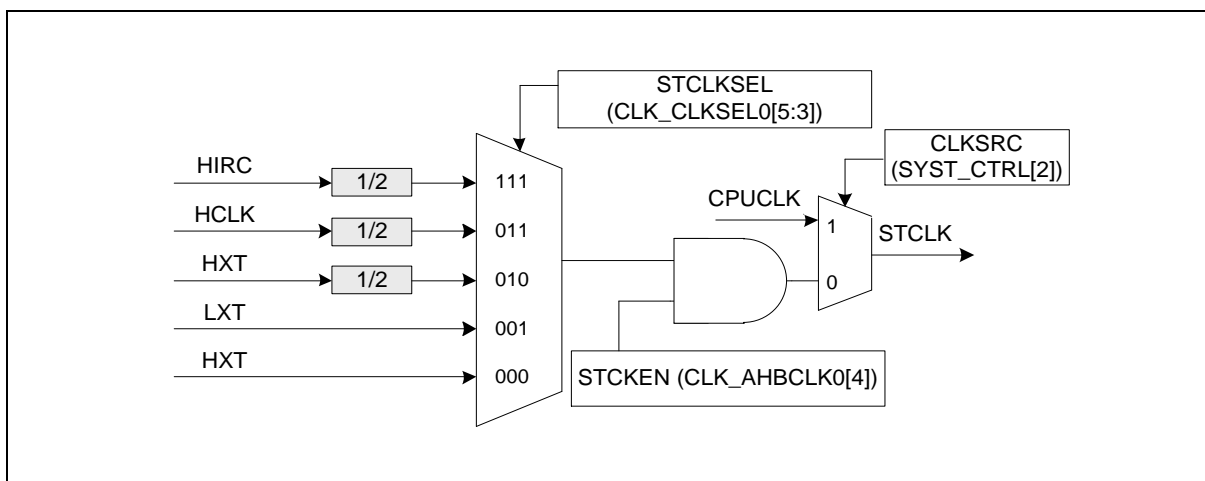 STCLKSEL
(CLK_CLKSEL0[5:3])
CLKSRC
(SYST_CTRL[2])
HIRC
1/2
111
CPUCLK
1
STCLK
HCLK
1/2
011
HXT
1/2
010
0
LXT
001
HXT
000
STCKEN (CLK_AHBCLK0[4])